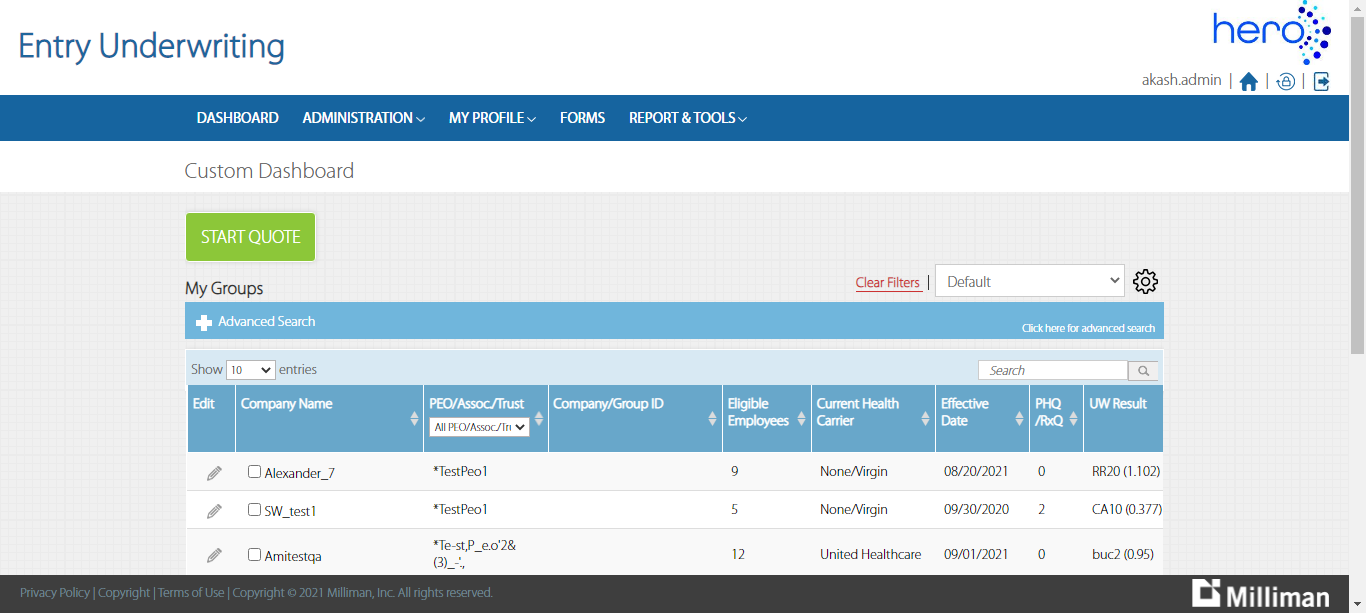 Entry Underwriting
hero
akash.admin | | |
DASHBOARD ADMINISTRATION MY PROFILE FORMS REPORT & TOOLS
Custom Dashboard
START QUOTE
My Groups
Clear Filters | Default
Advanced Search
Click here for advanced search
Show 10 entries Search
Edit Company Name PEO/Assoc./Trust Company/Group ID Eligible Employees Current Health Carrier Effective Date PHQ /RxQ UW Result
All PEO/Assoc./Tr
Alexander_7 *TestPeo1 9 None/Virgin 08/20/2021 0 RR20 (1.102)
SW_test1 *TestPeo1 5 None/Virgin 09/30/2020 2 CA10 (0.377)
Amitestqa *Te-st,P_e.o'2& (3)_-'., 12 United Healthcare 09/01/2021 0 buc2 (0.95)
Privacy Policy | Copyright | Terms of Use | Copyright © 2021 Milliman, Inc. All rights reserved.
Milliman